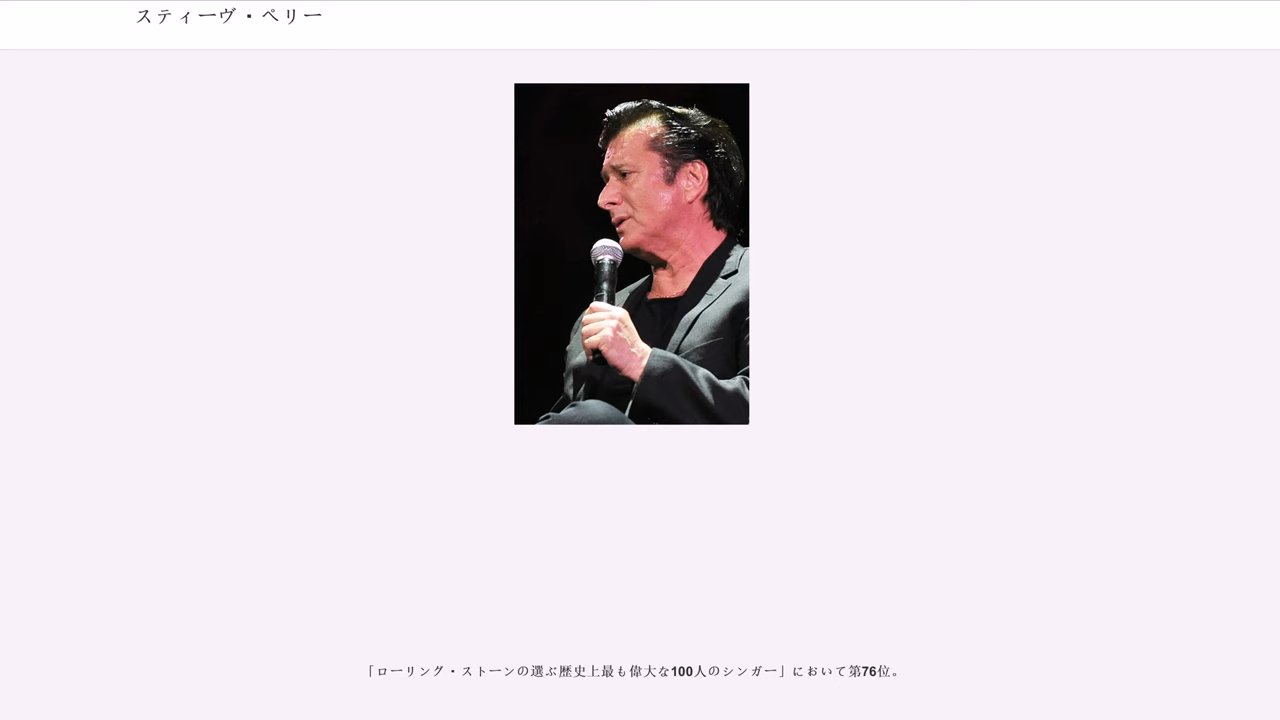 スティーヴ・ペリー
「ローリング・ストーンの選ぶ歴史上最も偉大な100人のシンガー」において第76位。